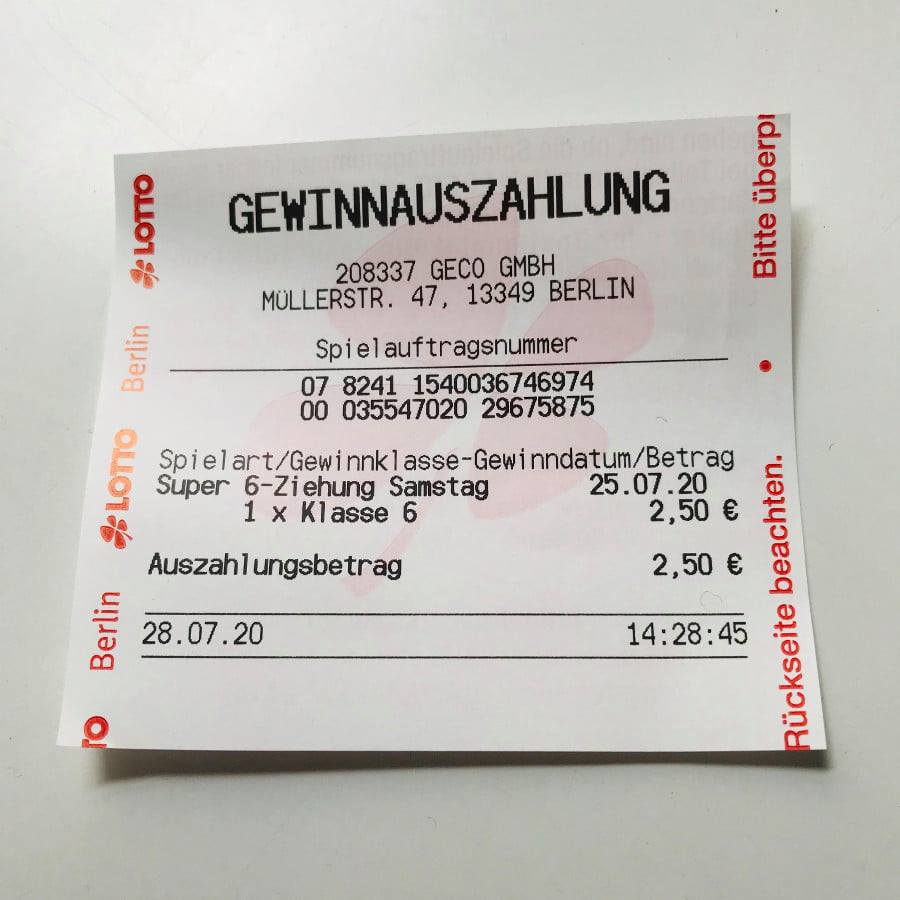 GEWINNAUSZAHLUNG
208337 GECO GMBH
MÜLLERSTR. 47, 13349 BERLIN
Spielauftragsnummer
07 8241 1540036746974
00 035547020 29675875
Spielart/Gewinnklasse-Gewinndatum/Betrag
Super 6-Ziehung Samstag 25.07.20
1 x Klasse 6 2,50 €
Auszahlungsbetrag 2,50 €
28.07.20 14:28:45
TO Berlin LOTTO Berlin LOTTO
Rückseite beachten. • Bitte überpr